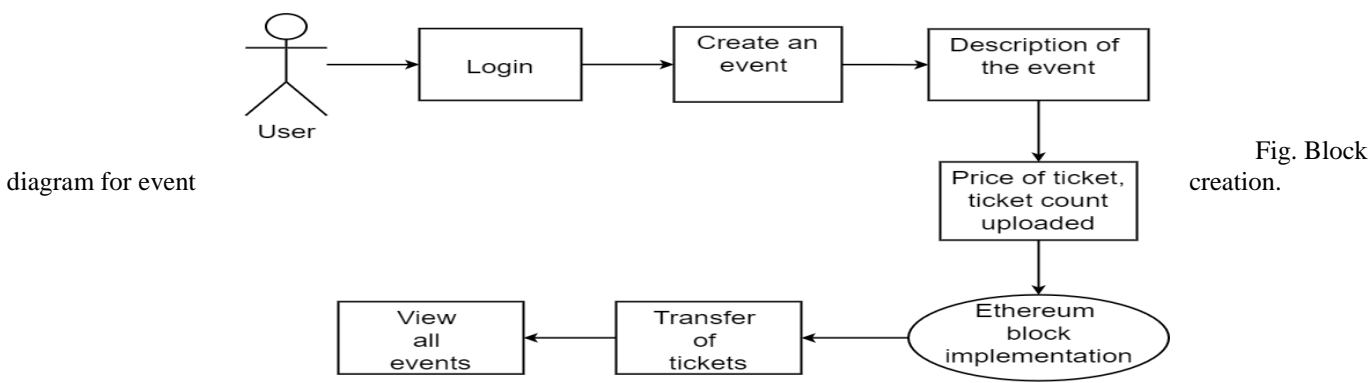 User
Login
Create an
event
Description of
the event
Price of ticket,
ticket count
uploaded
Ethereum
block
implementation
Transfer
of
tickets
View
all
events
Fig. Block
diagram for event creation.